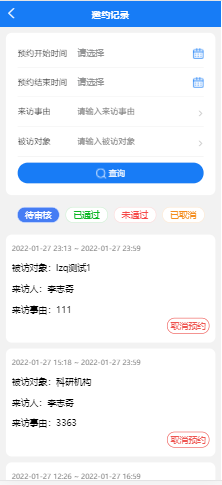 邀约记录
预约开始时间 请选择
预约结束时间 请选择
来访事由 请输入来访事由
被访对象 请输入被访对象
查询
待审核 已通过 未通过 已取消
2022-01-27 23:13 ~ 2022-01-27 23:59
被访对象：lzq测试1
来访人：李志奇
来访事由：111
取消预约
2022-01-27 15:18 ~ 2022-01-27 23:59
被访对象：科研机构
来访人：李志奇
来访事由：3363
取消预约
2022-01-27 12:26 ~ 2022-01-27 16:59